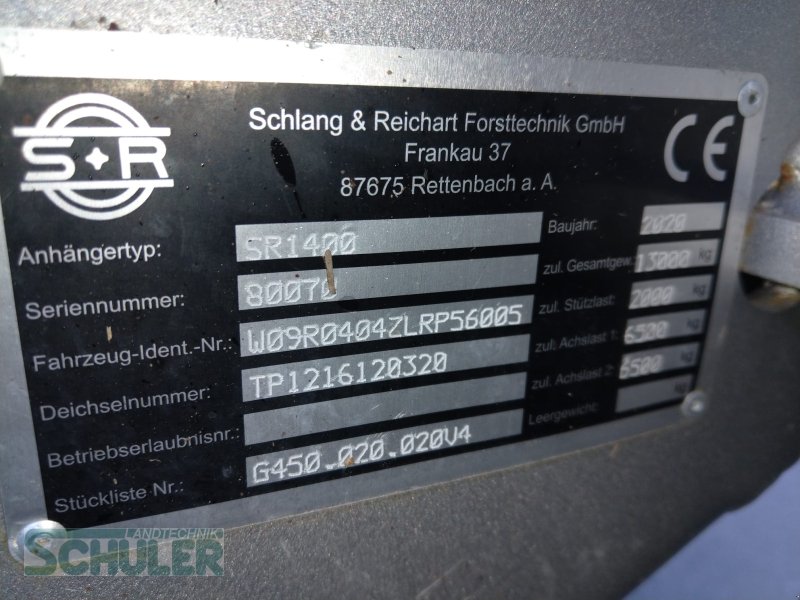 S+R
Schlang & Reichart Forsttechnik GmbH
Frankau 37
87675 Rettenbach a. A.
CE
Anhängertyp: SR1400
Seriennummer: 80070
Fahrzeug-Ident.-Nr.: W09R0404ZLRP56005
Deichselnummer: TP1216120320
Betriebserlaubnisnr.:
Stückliste Nr.: G450.020.020V4
Baujahr: 2020
zul. Gesamtgew.: 13000 kg
zul. Stützlast: 2000 kg
zul. Achslast 1: 6500 kg
zul. Achslast 2: 6500 kg
Leergewicht: kg
LANDTECHNIK
SCHULER